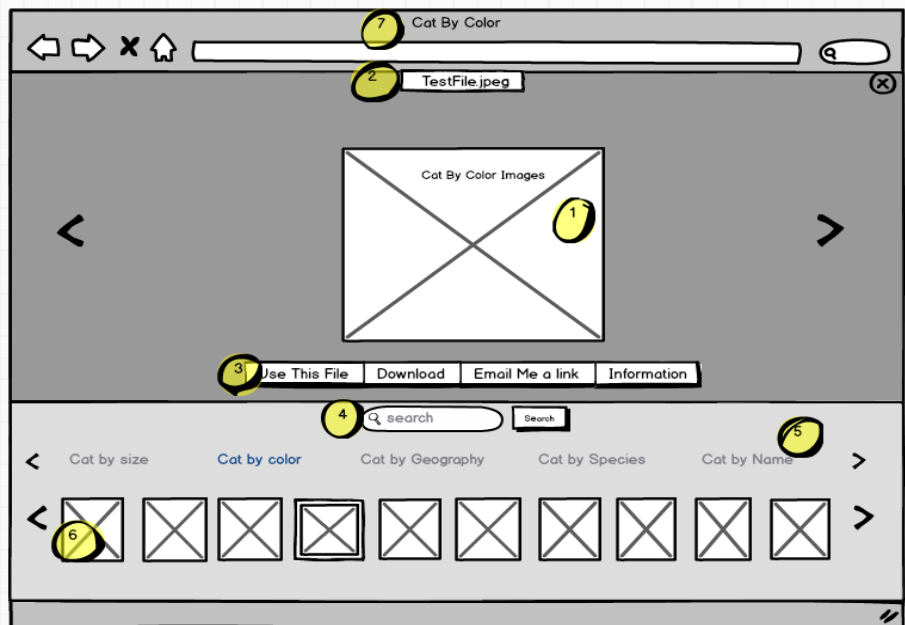 7 Cat By Color
2 TestFile.jpeg
Cat By Color Images
1
3 Use This File Download Email Me a link Information
4 search Search
5
Cat by size Cat by color Cat by Geography Cat by Species Cat by Name
6